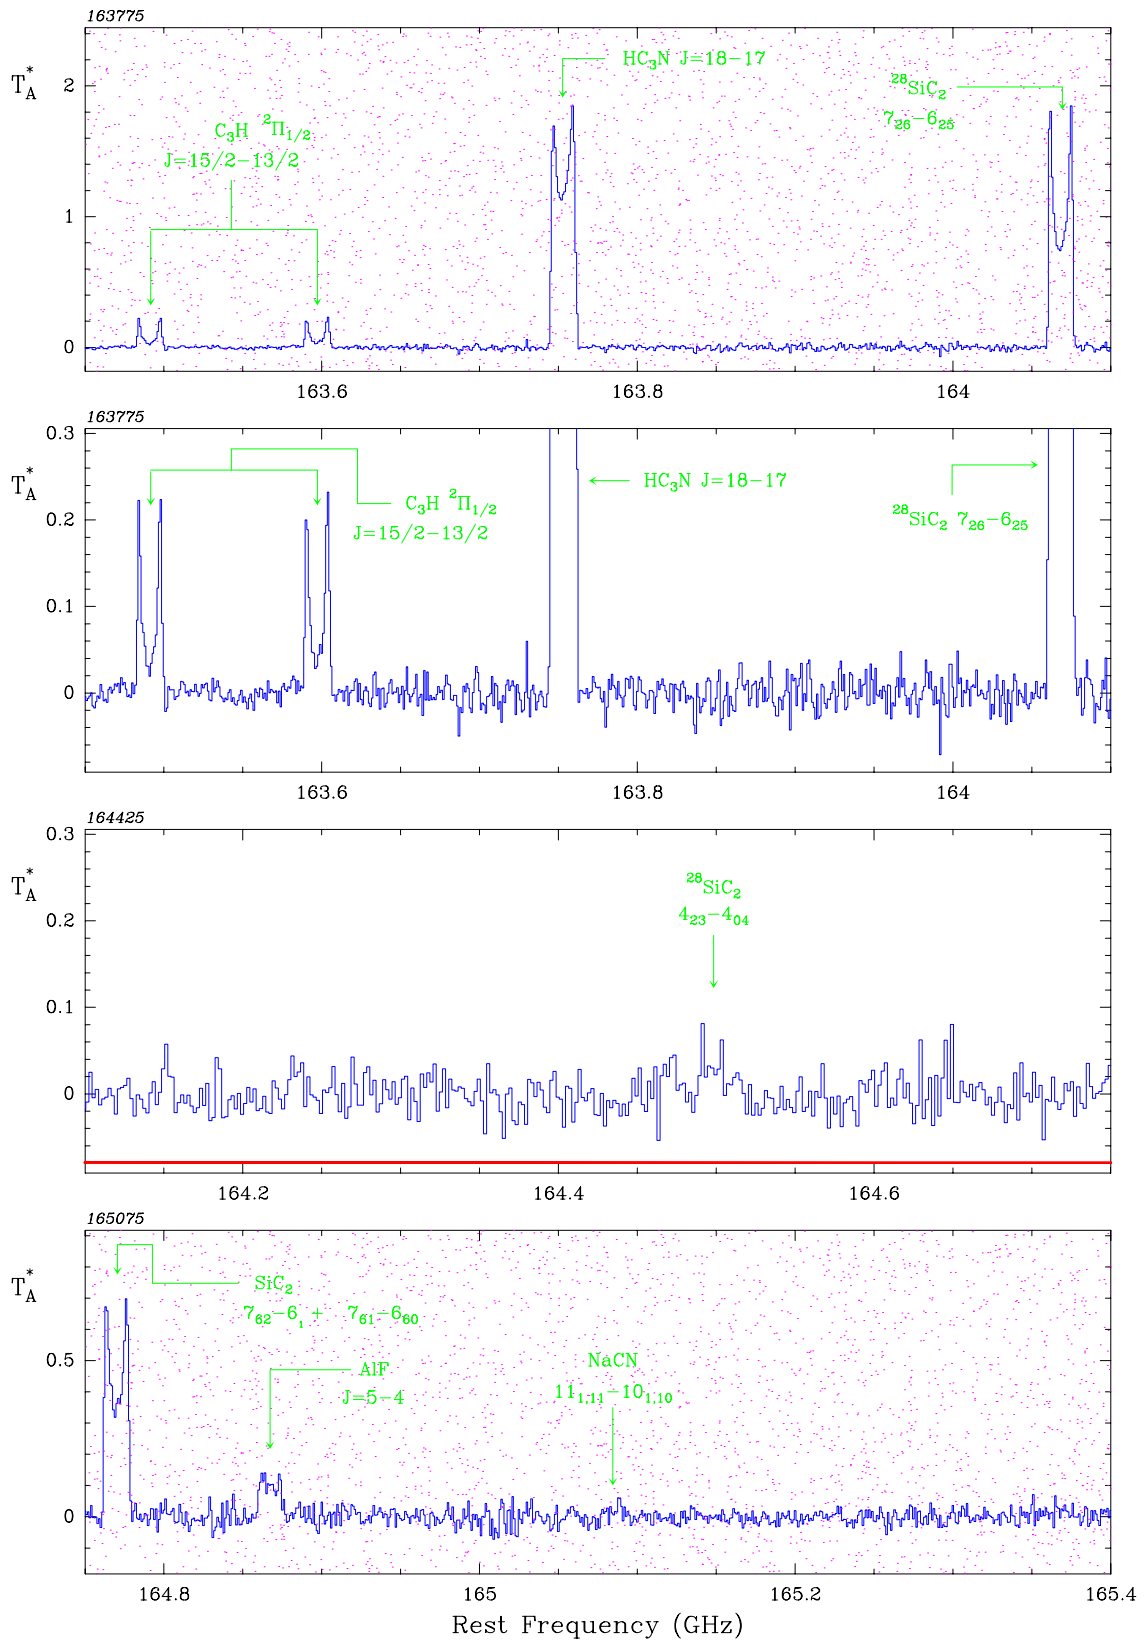 163775
T*A
2
1
0
HC3N J=18−17
28SiC2
726−625
C3H 2Π1/2
J=15/2−13/2
163.6
163.8
164
163775
T*A
0.3
0.2
0.1
0
HC3N J=18−17
C3H 2Π1/2
J=15/2−13/2
28SiC2 726−625
163.6
163.8
164
164425
T*A
0.3
0.2
0.1
0
28SiC2
423−404
164.2
164.4
164.6
165075
T*A
0.5
0
SiC2
762−61 + 761−660
AlF
J=5−4
NaCN
111,11−101,10
164.8
165
165.2
165.4
Rest Frequency (GHz)